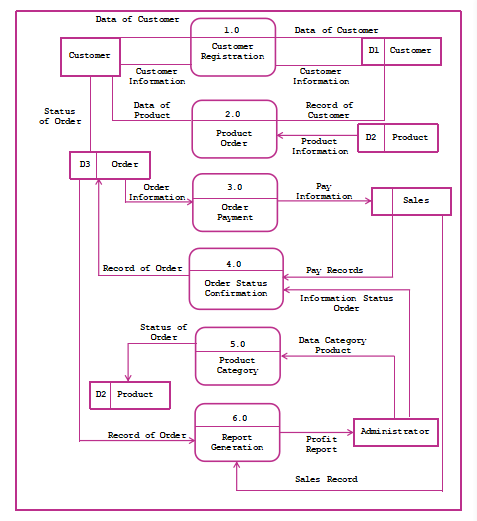 Data of Customer
1.0
Data of Customer
Customer
Customer
Registration
D1 Customer
Customer
Information
Customer
Information
Status
of Order
Data of
Product
2.0
Record of
Customer
Product
Order
Product
Information
D2 Product
D3 Order
Order
Information
3.0
Order
Payment
Pay
Information
Sales
Record of Order
4.0
Order Status
Confirmation
Pay Records
Information Status
Order
Status of
Order
5.0
Product
Category
Data Category
Product
D2 Product
6.0
Record of Order
Report
Generation
Profit
Report
Administrator
Sales Record